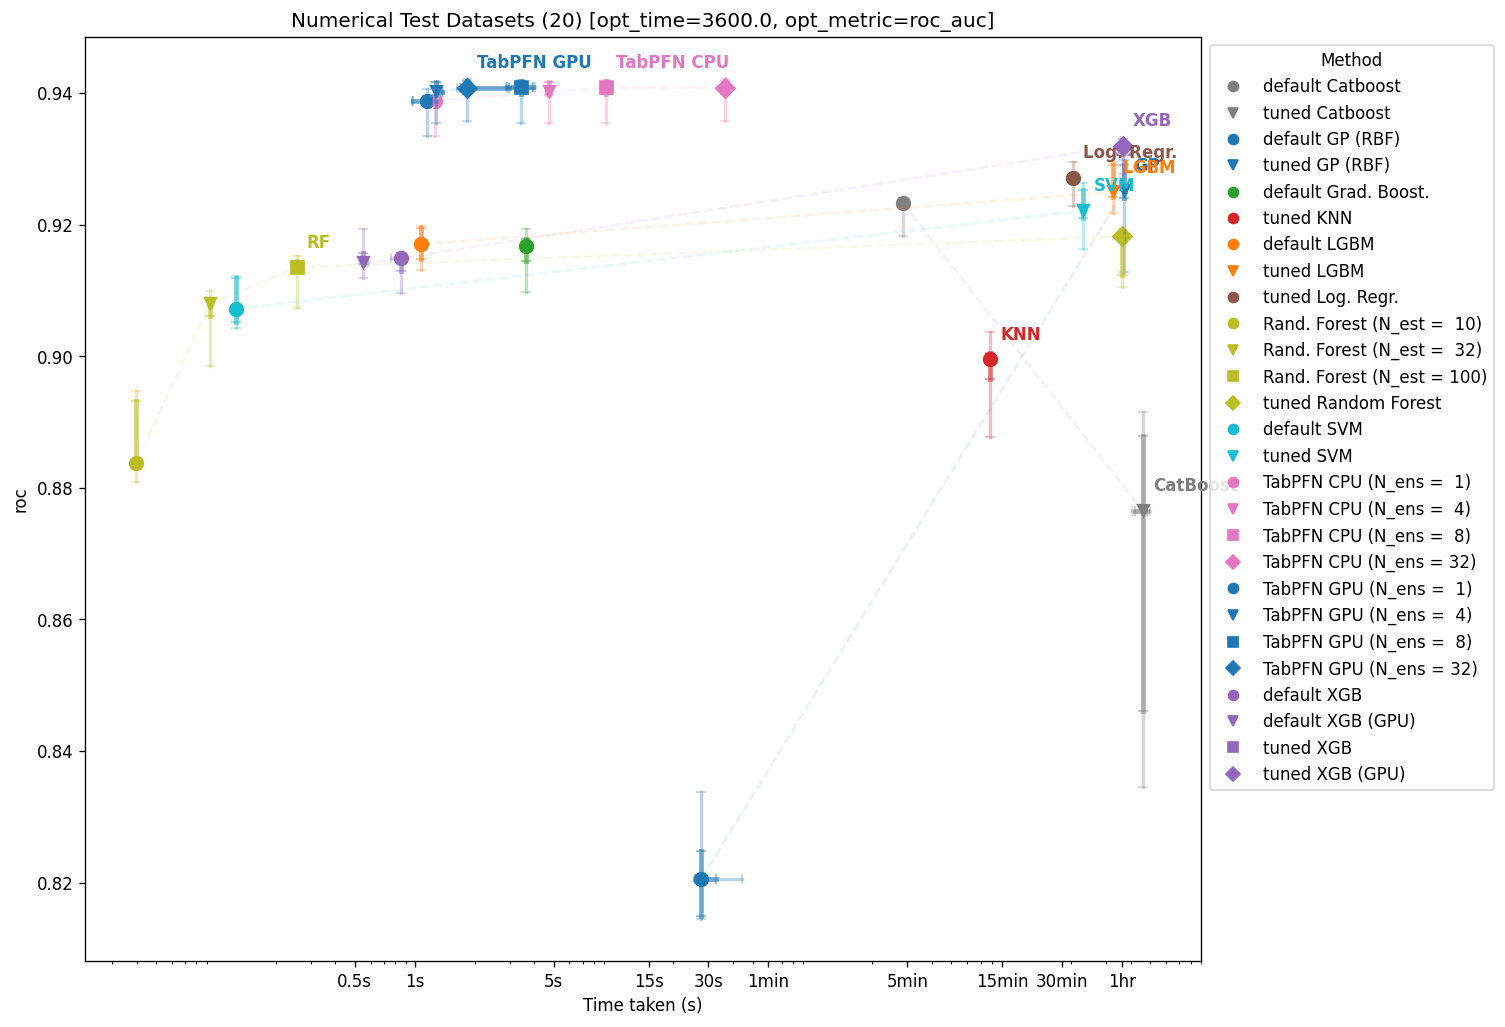 Numerical Test Datasets (20) [opt_time=3600.0, opt_metric=roc_auc]
TabPFN GPU
TabPFN CPU
XGB
Log. Regr.
LGBM
SVM
RF
KNN
CatBoost
0.94
0.92
0.90
0.88
0.86
0.84
0.82
roc
0.5s
1s
5s
15s
30s
1min
5min
15min
30min
1hr
Time taken (s)
Method
default Catboost
tuned Catboost
default GP (RBF)
tuned GP (RBF)
default Grad. Boost.
tuned KNN
default LGBM
tuned LGBM
tuned Log. Regr.
Rand. Forest (N_est =  10)
Rand. Forest (N_est =  32)
Rand. Forest (N_est = 100)
tuned Random Forest
default SVM
tuned SVM
TabPFN CPU (N_ens =  1)
TabPFN CPU (N_ens =  4)
TabPFN CPU (N_ens =  8)
TabPFN CPU (N_ens = 32)
TabPFN GPU (N_ens =  1)
TabPFN GPU (N_ens =  4)
TabPFN GPU (N_ens =  8)
TabPFN GPU (N_ens = 32)
default XGB
default XGB (GPU)
tuned XGB
tuned XGB (GPU)